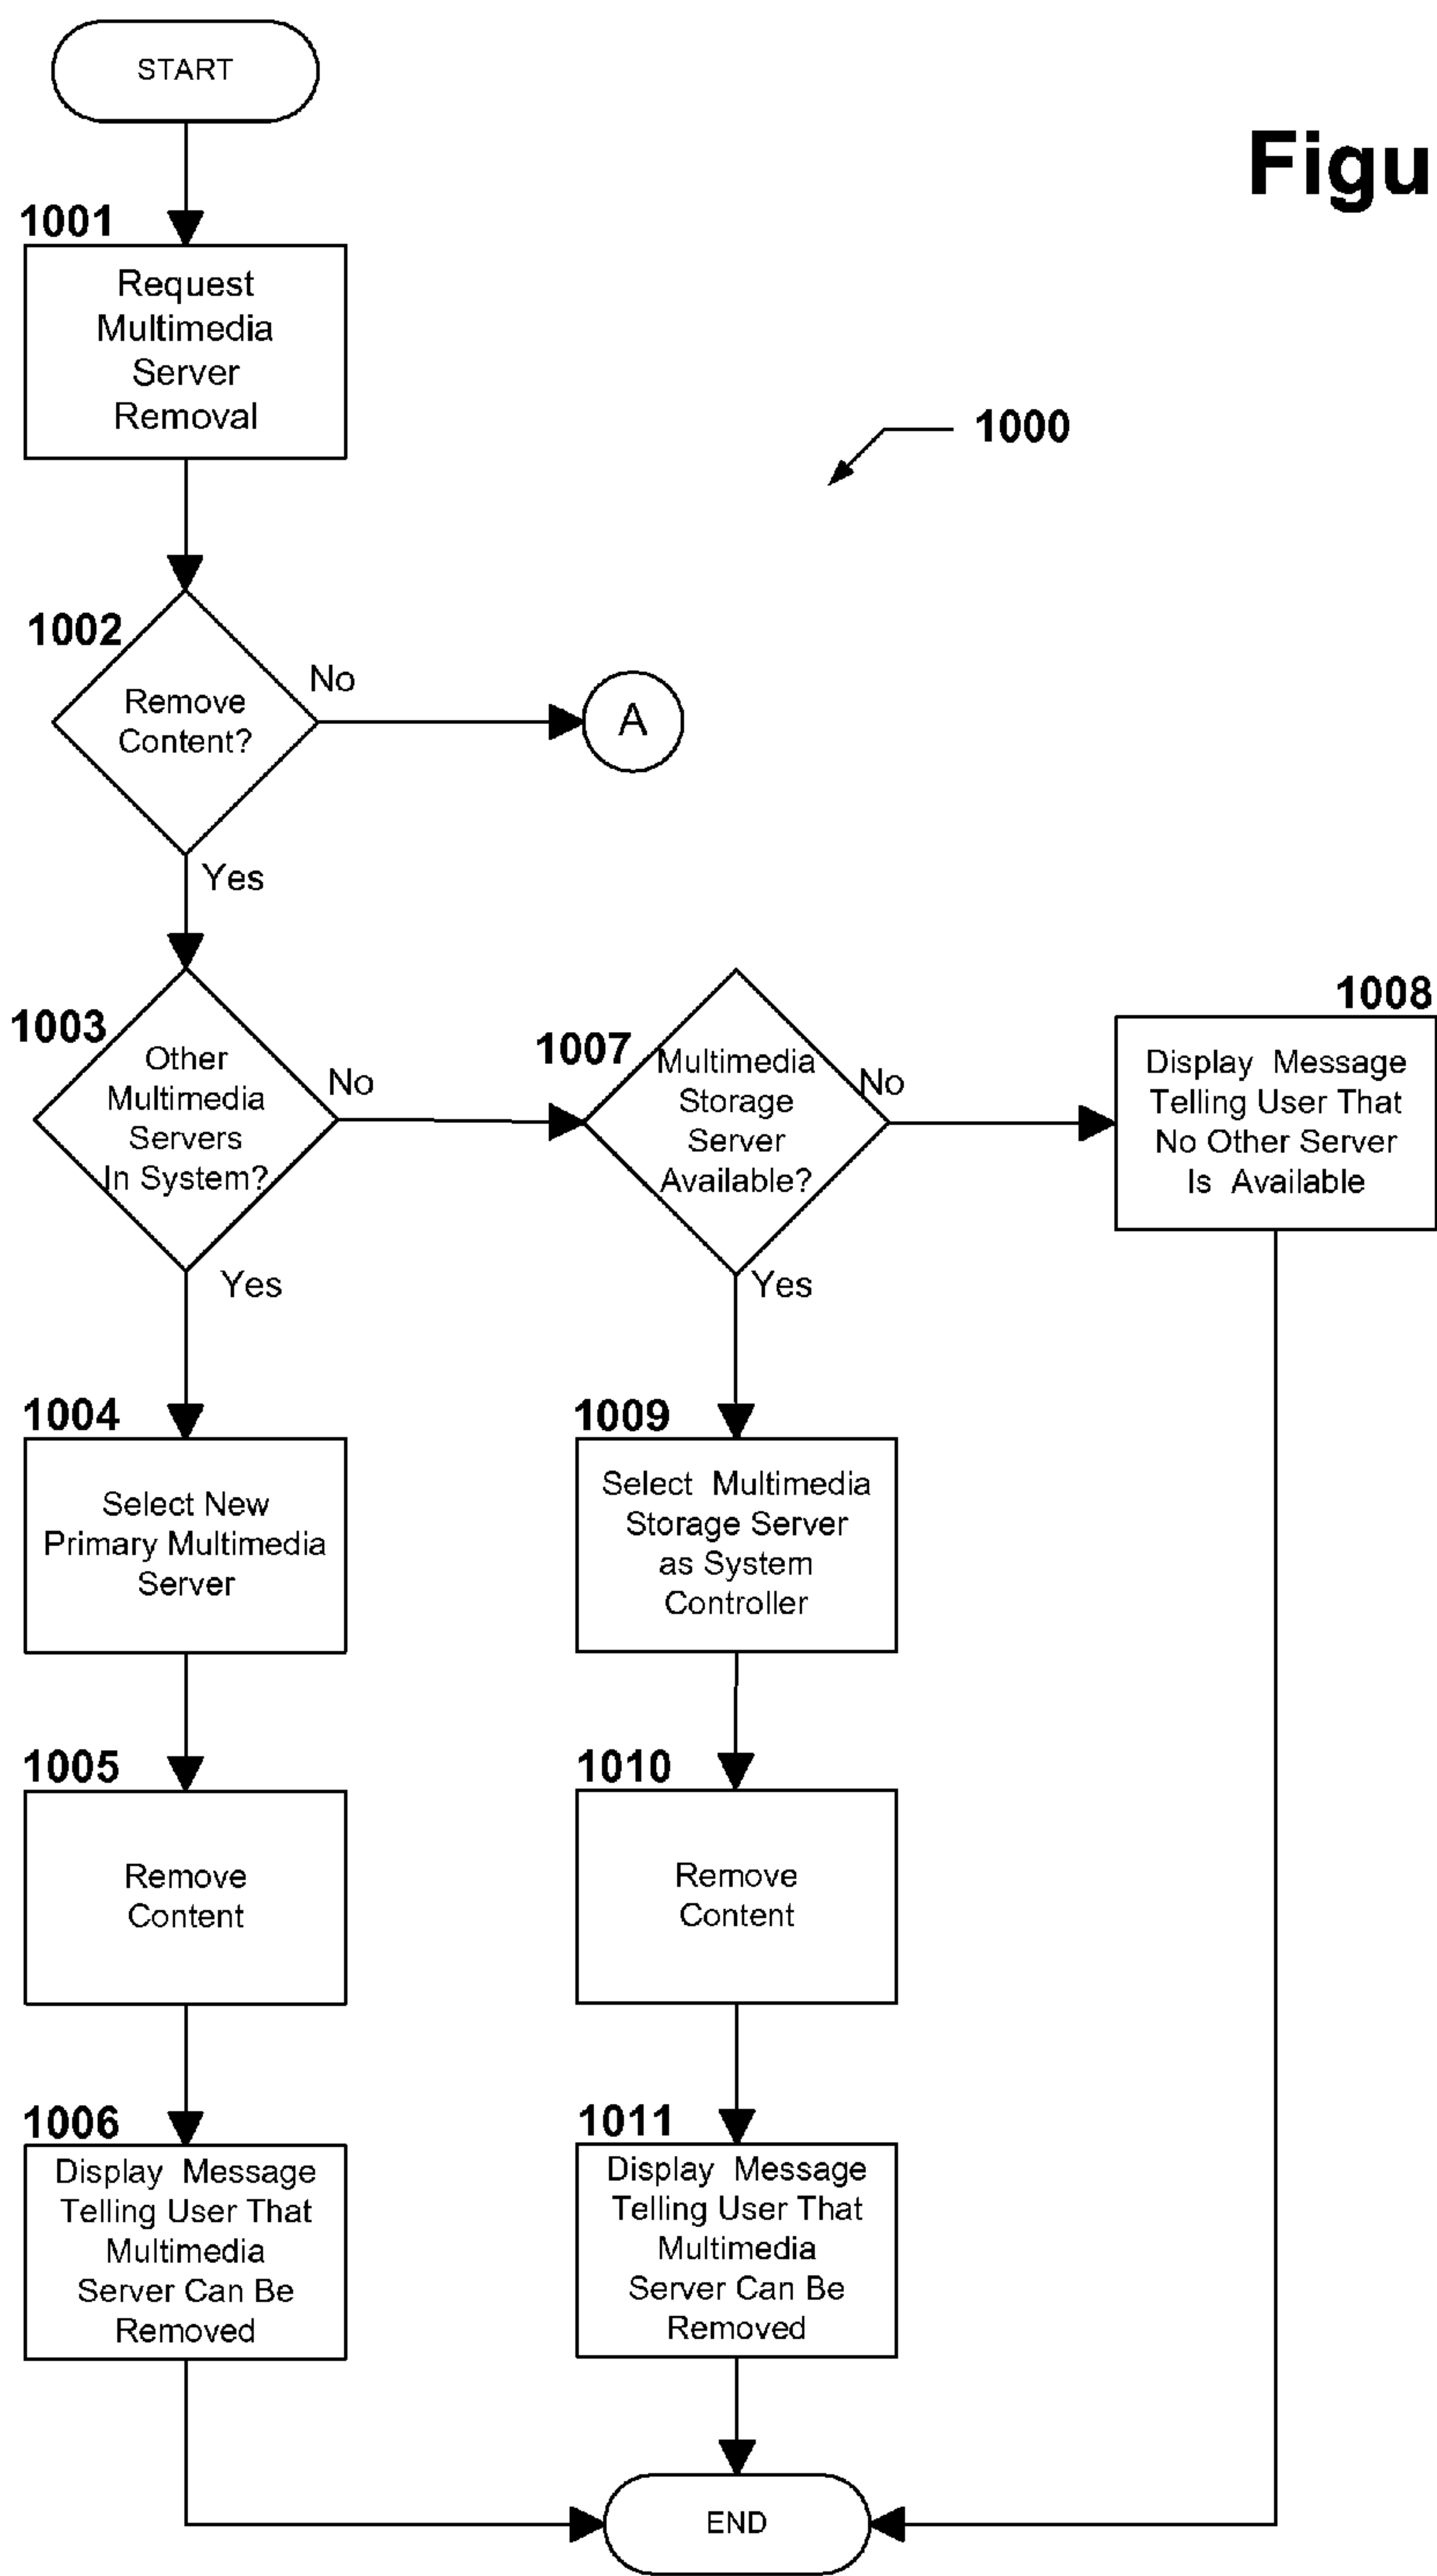 START
Figu
1001
Request
Multimedia
Server
Removal
1000
1002
Remove
Content?
No
A
Yes
1003
Other
Multimedia
Servers
In System?
No
1007
Multimedia
Storage
Server
Available?
No
1008
Display Message
Telling User That
No Other Server
Is Available
Yes
Yes
1004
Select New
Primary Multimedia
Server
1009
Select Multimedia
Storage Server
as System
Controller
1005
Remove
Content
1010
Remove
Content
1006
Display Message
Telling User That
Multimedia
Server Can Be
Removed
1011
Display Message
Telling User That
Multimedia
Server Can Be
Removed
END